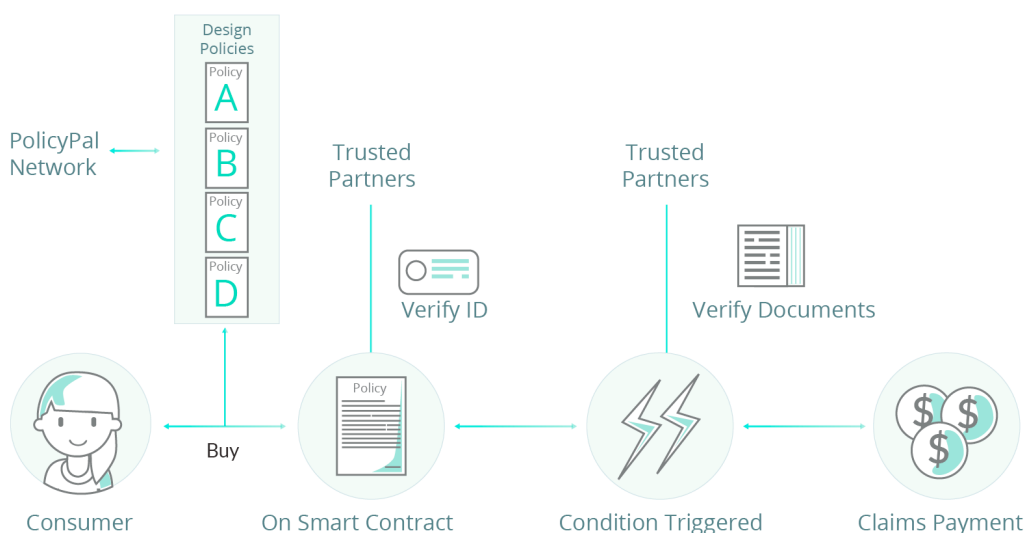 Design
Policies
Policy
A
Policy
B
Policy
C
Policy
D
PolicyPal
Network
Trusted
Partners
Trusted
Partners
Verify ID
Verify Documents
Policy
$ $
$
Buy
Consumer
On Smart Contract
Condition Triggered
Claims Payment